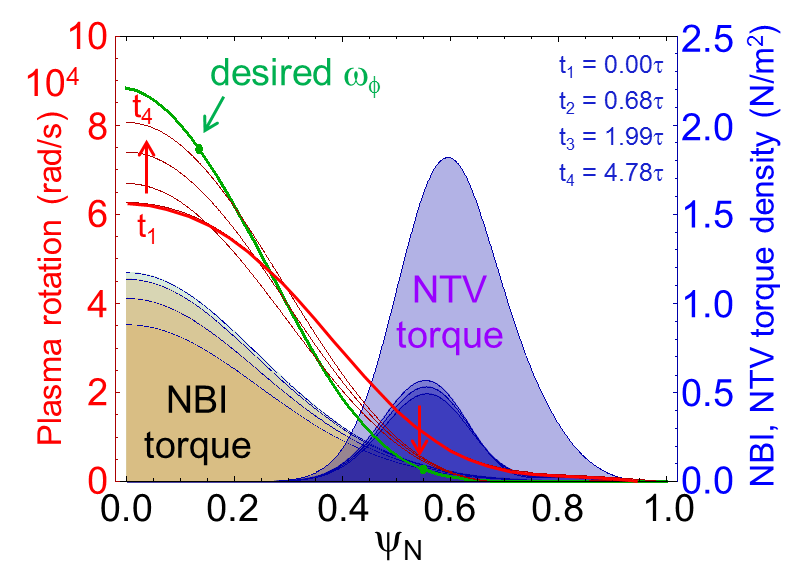 10
10⁴
8
6
4
2
0
Plasma rotation (rad/s)
desired ω_ϕ
t₄
t₁
t₁ = 0.00τ
t₂ = 0.68τ
t₃ = 1.99τ
t₄ = 4.78τ
NTV
torque
NBI
torque
2.5
2.0
1.5
1.0
0.5
0.0
NBI, NTV torque density (N/m²)
0.0 0.2 0.4 0.6 0.8 1.0
ψ_N